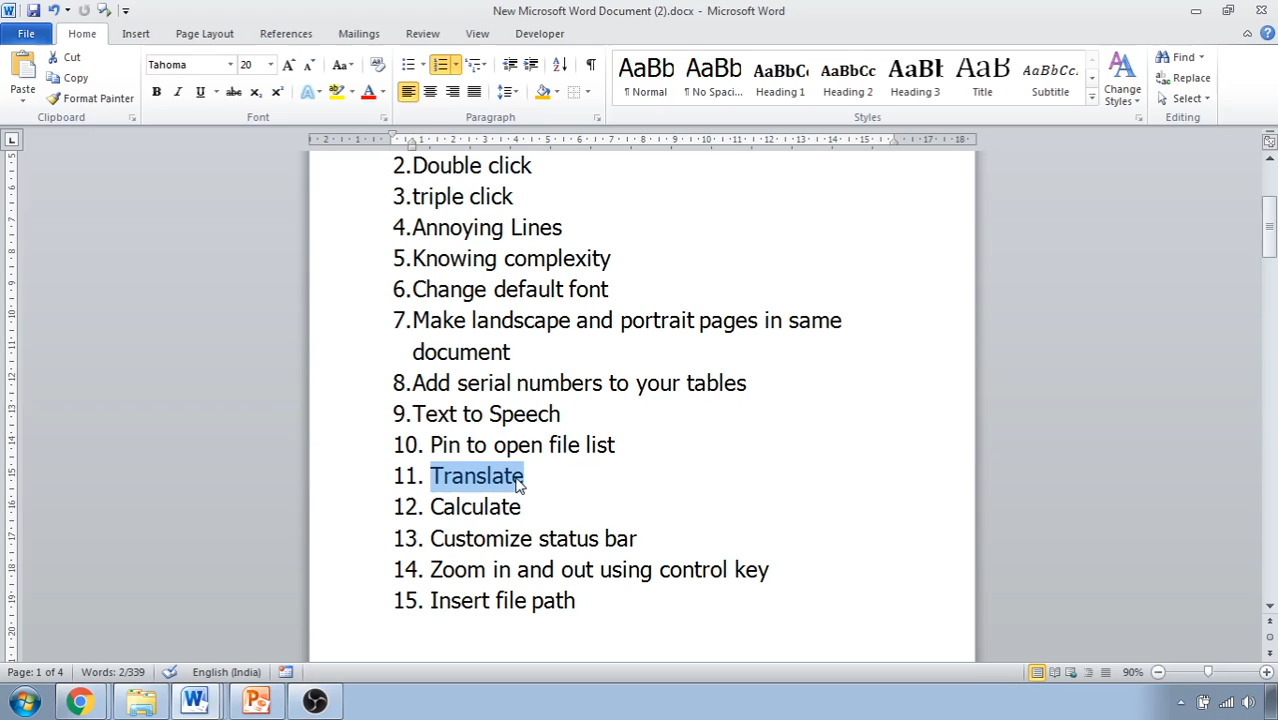 New Microsoft Word Document (2).docx - Microsoft Word
File Home Insert Page Layout References Mailings Review View Developer
Paste
Cut
Copy
Format Painter
Clipboard
Tahoma 20
Font
Paragraph
AaBb AaBb AaBbC AaBbCc AaBb AaB AaBbCc.
¶ Normal ¶ No Spaci... Heading 1 Heading 2 Heading 3 Title Subtitle
Change
Styles
Styles
Find
Replace
Select
Editing
2.Double click
3.triple click
4.Annoying Lines
5.Knowing complexity
6.Change default font
7.Make landscape and portrait pages in same
document
8.Add serial numbers to your tables
9.Text to Speech
10. Pin to open file list
11. Translate
12. Calculate
13. Customize status bar
14. Zoom in and out using control key
15. Insert file path
Page: 1 of 4 Words: 2/339 English (India) 90%